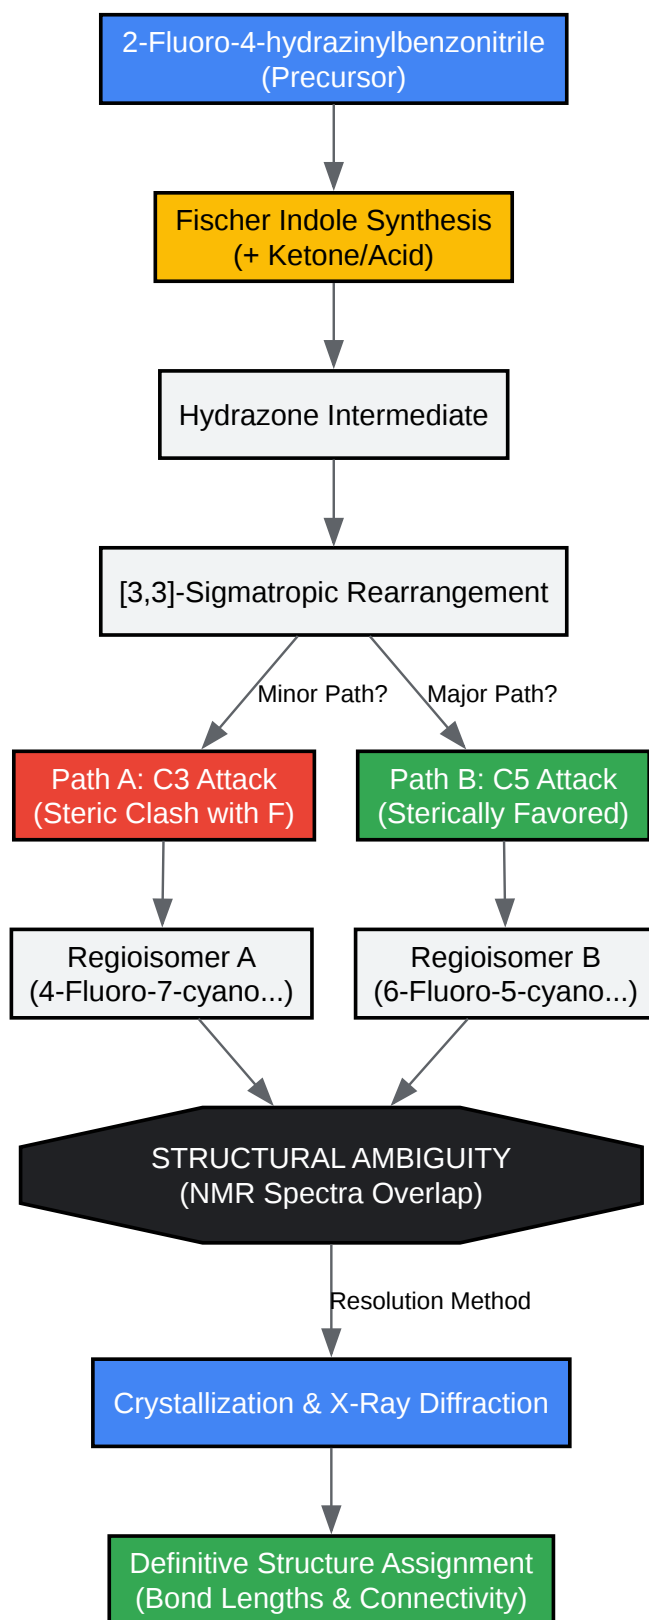 2-Fluoro-4-hydrazinylbenzonitrile
(Precursor)
Fischer Indole Synthesis
(+ Ketone/Acid)
Hydrazone Intermediate
[3,3]-Sigmatropic Rearrangement
Minor Path?
Major Path?
Path A: C3 Attack
(Steric Clash with F)
Path B: C5 Attack
(Sterically Favored)
Regioisomer A
(4-Fluoro-7-cyano...)
Regioisomer B
(6-Fluoro-5-cyano...)
STRUCTURAL AMBIGUITY
(NMR Spectra Overlap)
Resolution Method
Crystallization & X-Ray Diffraction
Definitive Structure Assignment
(Bond Lengths & Connectivity)